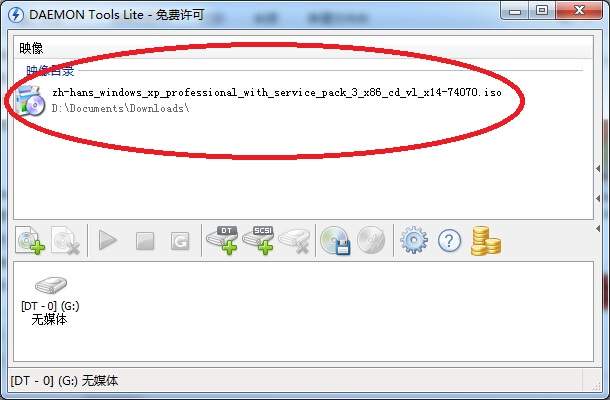 DAEMON Tools Lite - 免费许可
映像
映像目录
zh-hans_windows_xp_professional_with_service_pack_3_x86_cd_vl_x14-74070.iso
D:\Documents\Downloads\
DT
SCSI
[DT - 0] (G:)
无媒体
[DT - 0] (G:) 无媒体